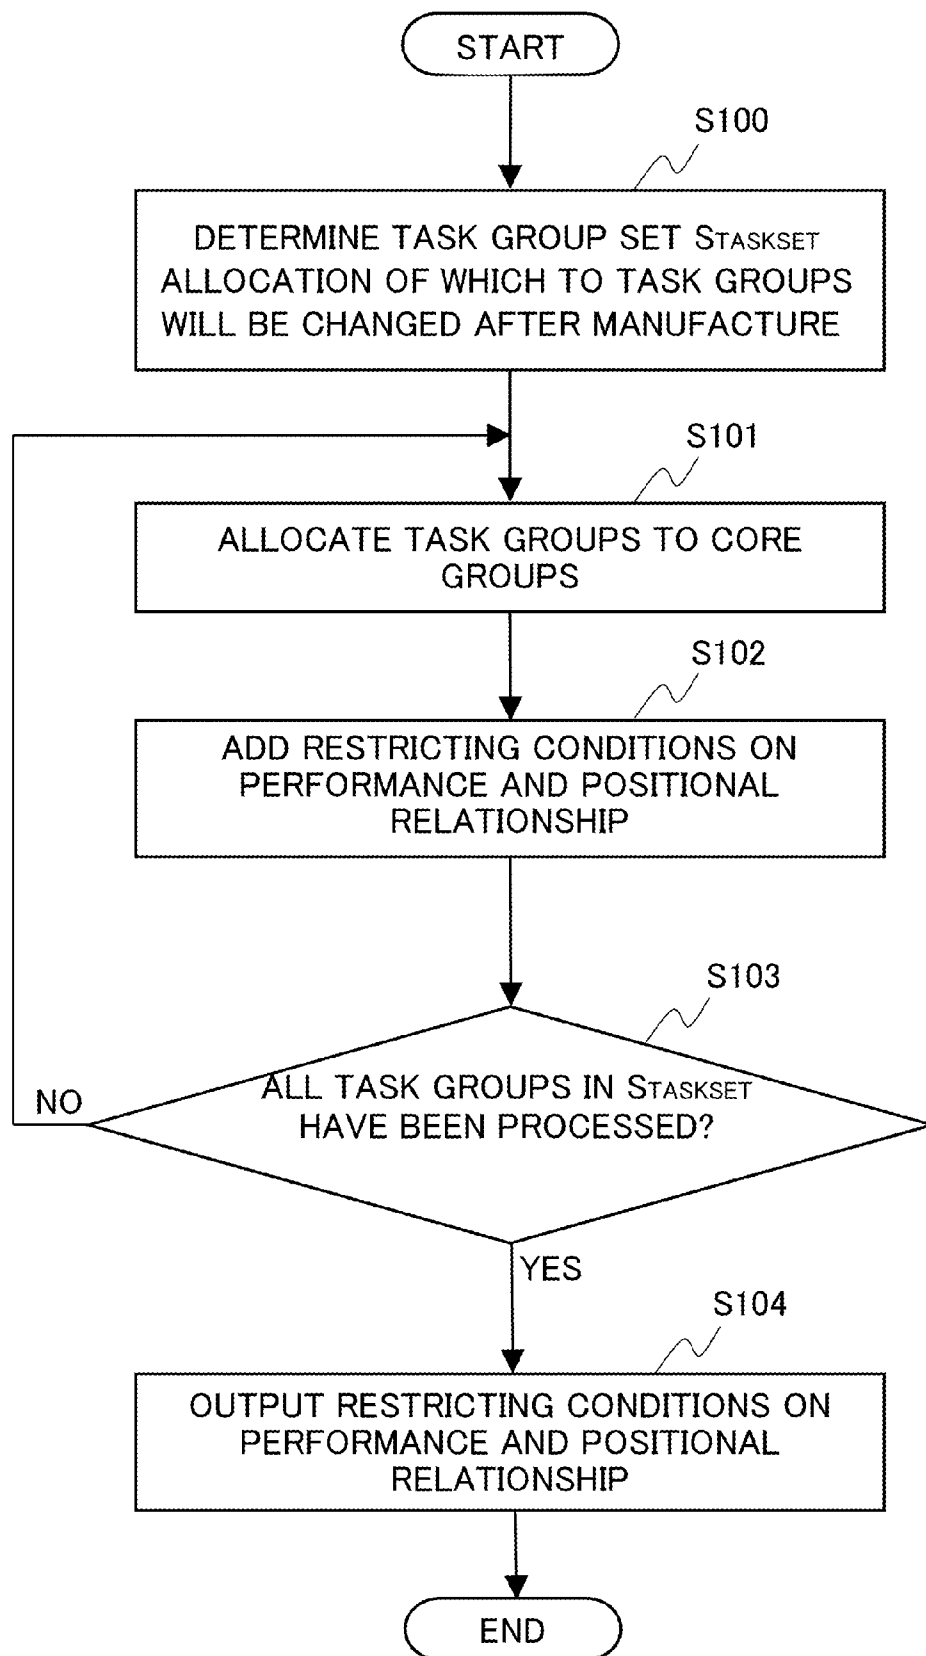 START
S100
DETERMINE TASK GROUP SET STASKSET
ALLOCATION OF WHICH TO TASK GROUPS
WILL BE CHANGED AFTER MANUFACTURE
S101
ALLOCATE TASK GROUPS TO CORE
GROUPS
S102
ADD RESTRICTING CONDITIONS ON
PERFORMANCE AND POSITIONAL
RELATIONSHIP
S103
ALL TASK GROUPS IN STASKSET
HAVE BEEN PROCESSED?
NO
YES
S104
OUTPUT RESTRICTING CONDITIONS ON
PERFORMANCE AND POSITIONAL
RELATIONSHIP
END